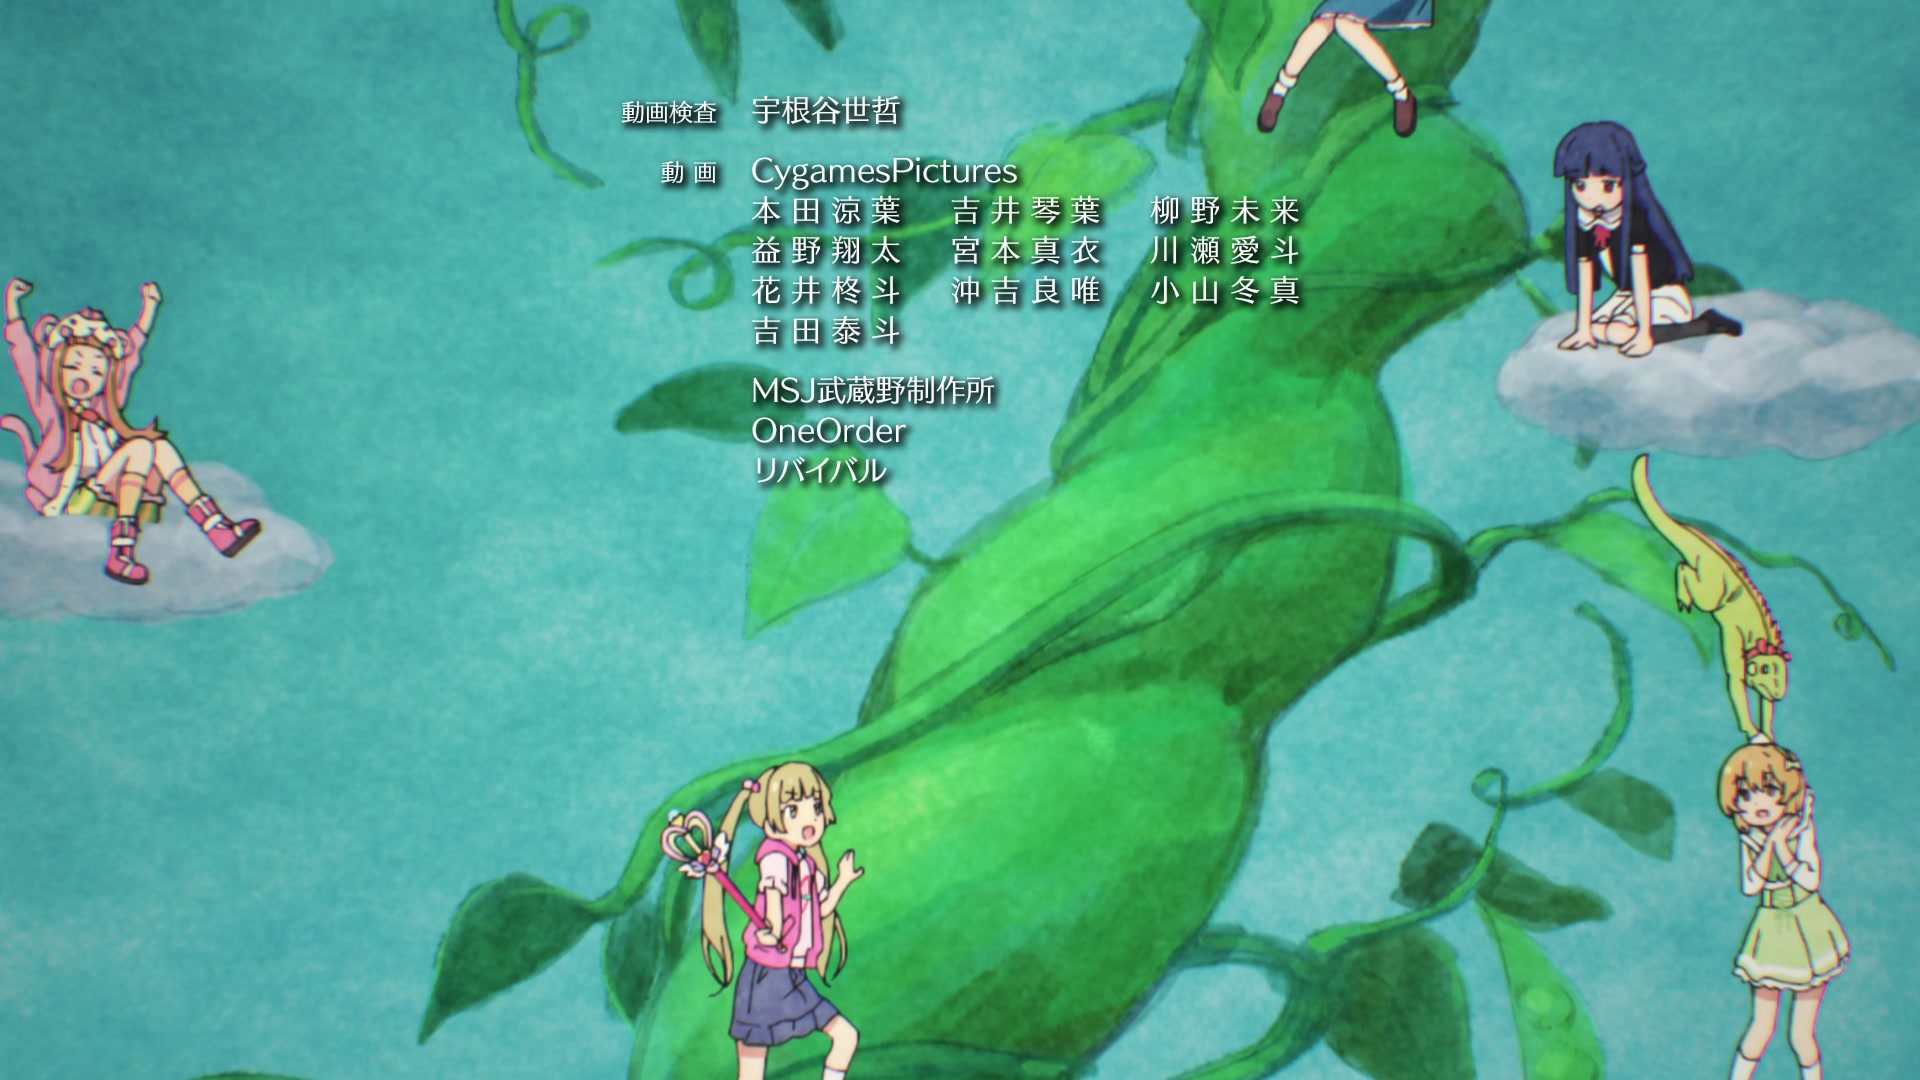 動画検査 宇根谷世哲
動画 CygamesPictures
本田涼葉 吉井琴葉 柳野未来
益野翔太 宮本真衣 川瀬愛斗
花井柊斗 沖吉良唯 小山冬真
吉田泰斗
MSJ武蔵野制作所
OneOrder
リバイバル